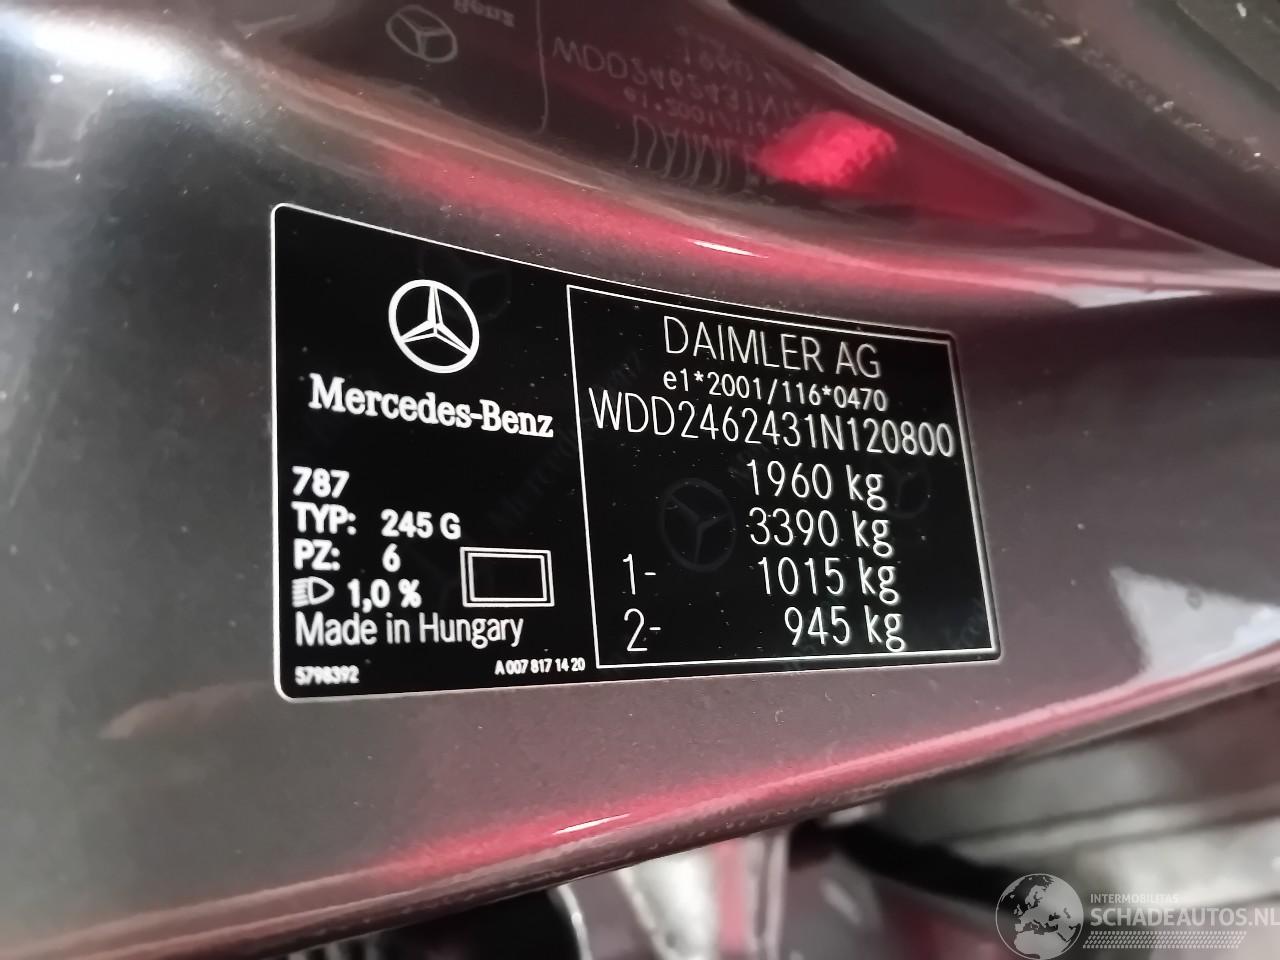 Mercedes-Benz
787
TYP: 245 G
PZ: 6
1,0 %
Made in Hungary
5798392
A 007 817 14 20
DAIMLER AG
e1*2001/116*0470
WDD2462431N120800
1960 kg
3390 kg
1- 1015 kg
2- 945 kg
INTERMOBILITAS
SCHADEAUTOS.NL